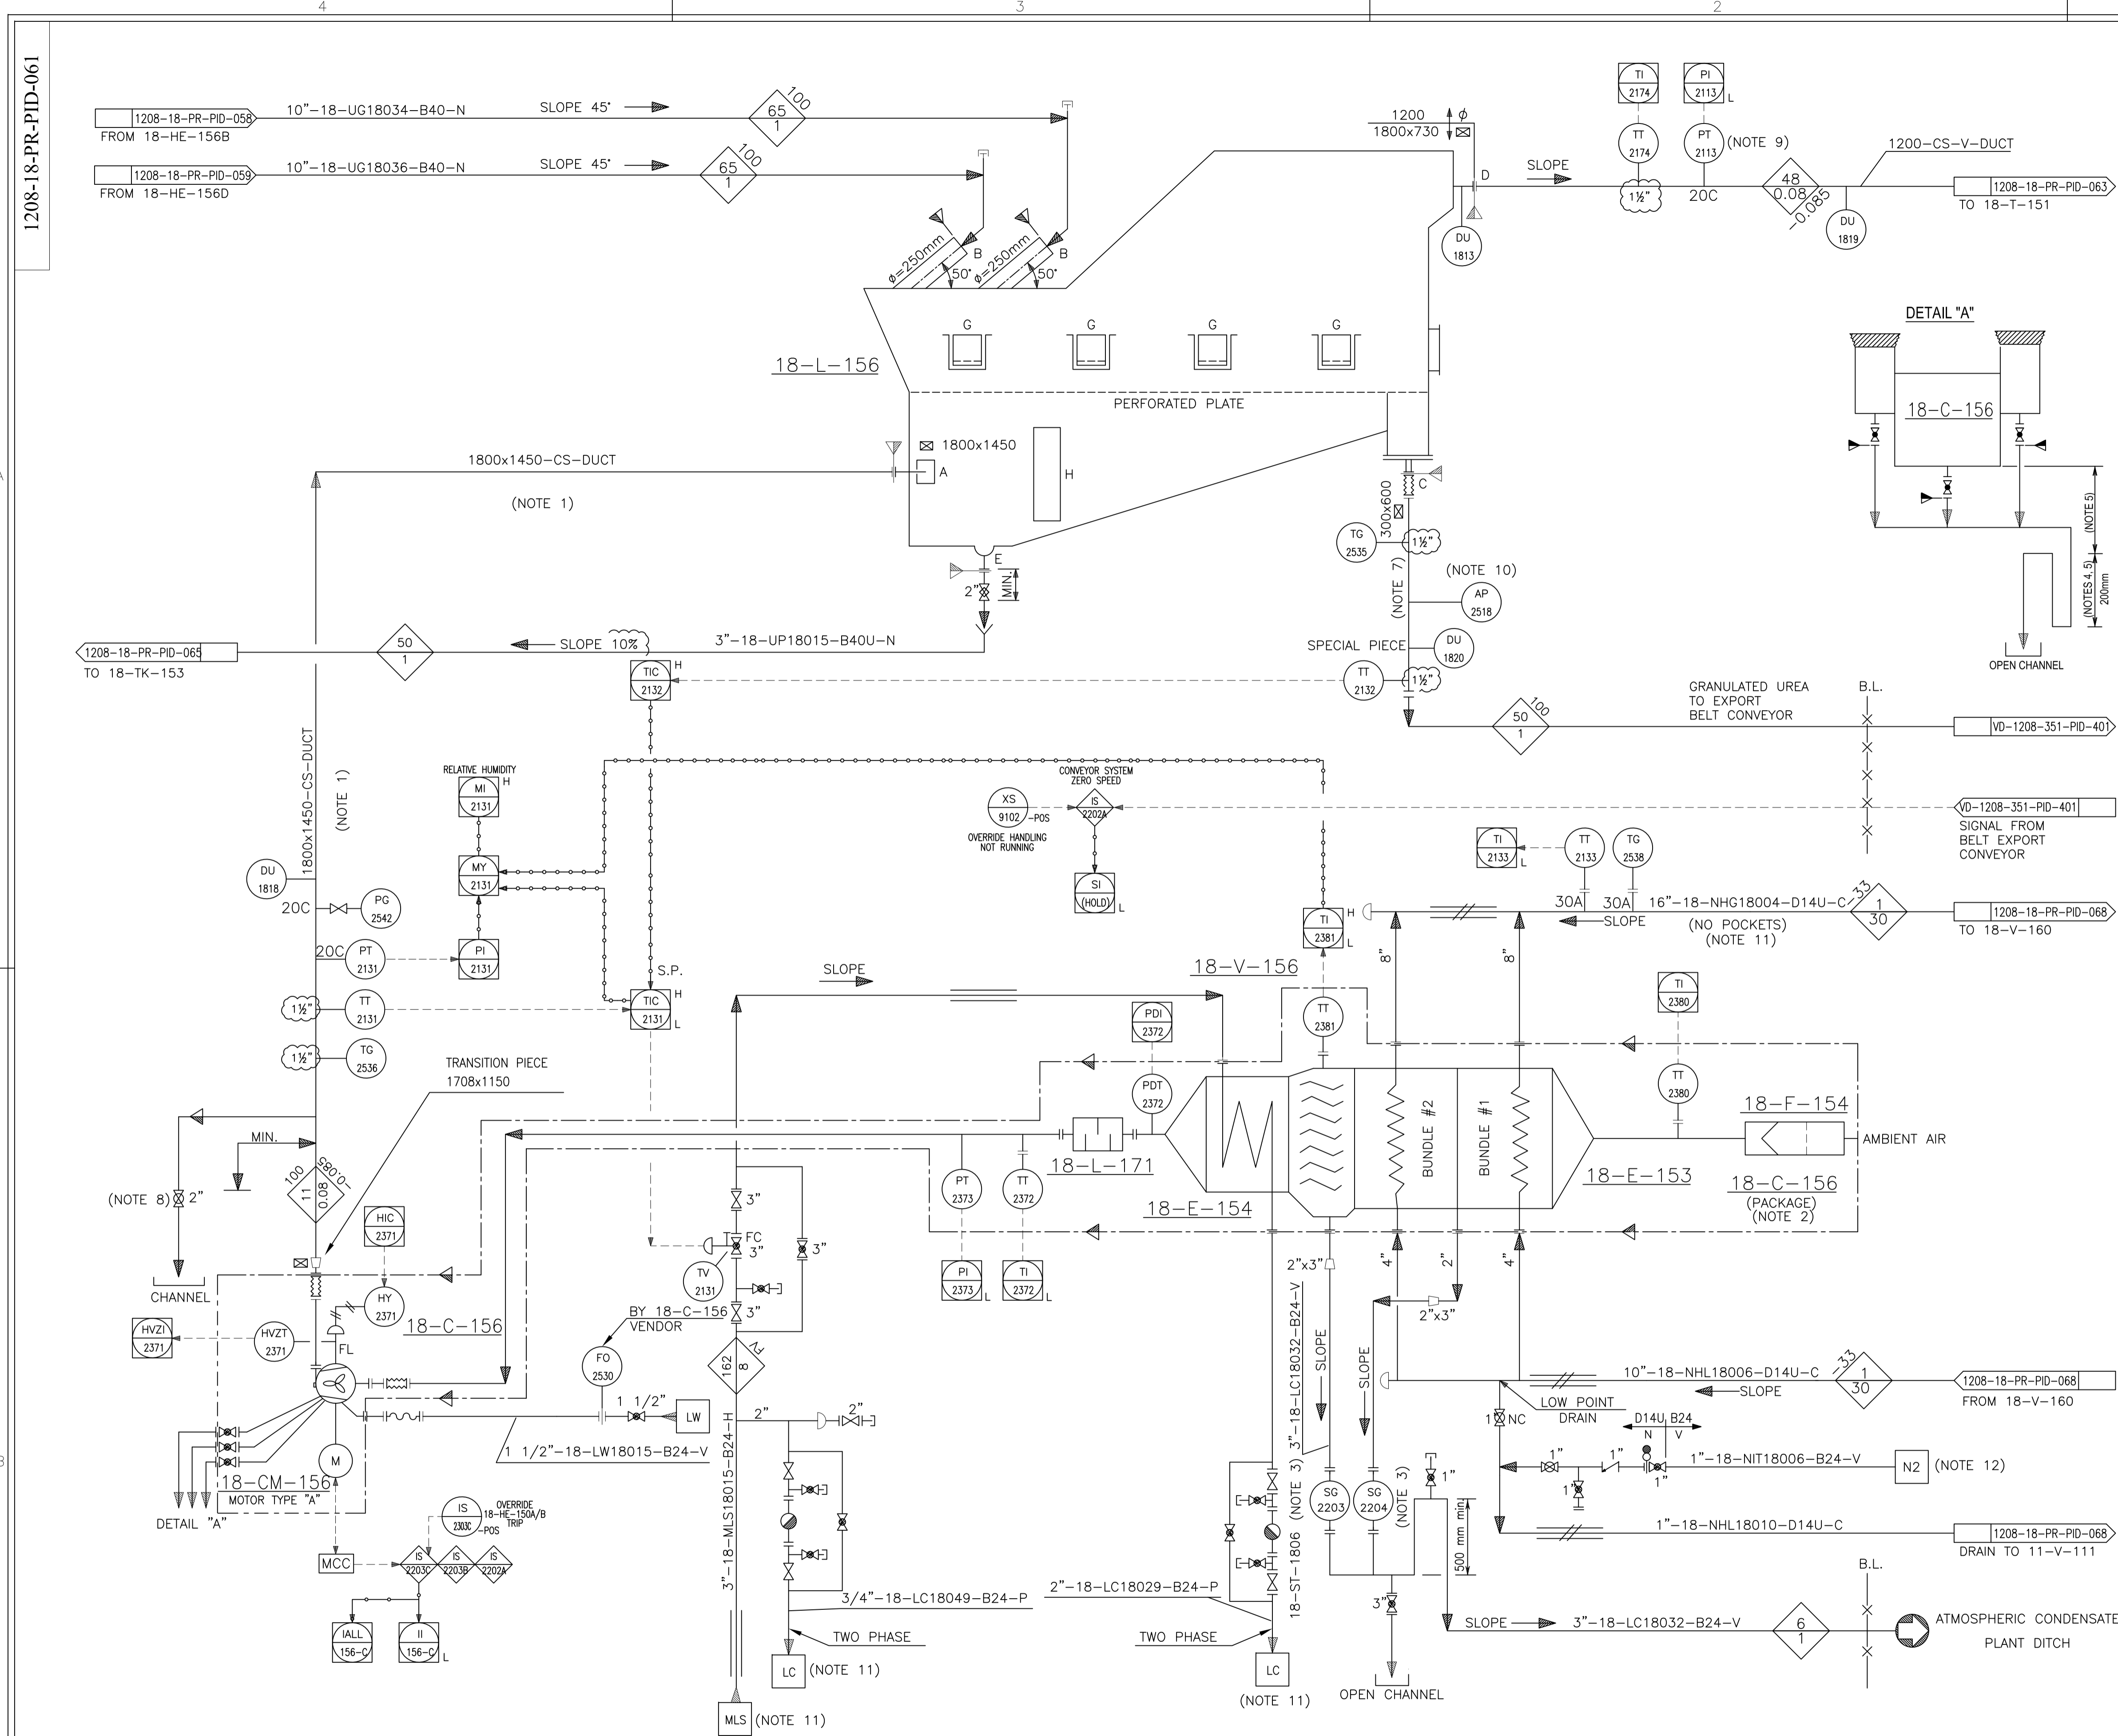 4
3
2
1208-18-PR-PID-061
1208-18-PR-PID-058
10"-18-UG18034-B40-N
SLOPE 45°
65
1
100
FROM 18-HE-156B
1208-18-PR-PID-059
10"-18-UG18036-B40-N
SLOPE 45°
65
1
100
FROM 18-HE-156D
TI
2174
PI
2113
L
TT
2174
PT
2113
(NOTE 9)
1200
ϕ
1800x730
D
SLOPE
1½"
20C
48
0.08
-0.085
1200-CS-V-DUCT
1208-18-PR-PID-063
TO 18-T-151
DU
1813
DU
1819
ϕ=250mm
B
50°
ϕ=250mm
B
50°
G
G
G
G
18-L-156
PERFORATED PLATE
DETAIL "A"
18-C-156
(NOTE 5)
(NOTES 4, 5)
200mm
OPEN CHANNEL
1800x1450-CS-DUCT
(NOTE 1)
1800x1450
A
H
E
2"
MIN.
C
300x600
TG
2535
1½"
(NOTE 7)
(NOTE 10)
AP
2518
SPECIAL PIECE
DU
1820
TT
2132
1½"
1208-18-PR-PID-065
TO 18-TK-153
50
1
SLOPE 10%
3"-18-UP18015-B40U-N
TIC
2132
H
GRANULATED UREA
TO EXPORT
BELT CONVEYOR
B.L.
50
1
100
VD-1208-351-PID-401
1800x1450-CS-DUCT
(NOTE 1)
RELATIVE HUMIDITY
MI
2131
H
CONVEYOR SYSTEM
ZERO SPEED
XS
9102
-POS
IS
2202A
OVERRIDE HANDLING
NOT RUNNING
VD-1208-351-PID-401
SIGNAL FROM
BELT EXPORT
CONVEYOR
MY
2131
SI
(HOLD)
L
TI
2133
L
TT
2133
TG
2538
DU
1818
20C
PG
2542
20C
PT
2131
PI
2131
TI
2381
H
L
30A
30A
16"-18-NHG18004-D14U-C
-33
1
30
1208-18-PR-PID-068
TO 18-V-160
SLOPE
(NO POCKETS)
(NOTE 11)
8"
8"
S.P.
1½"
TT
2131
TIC
2131
H
L
SLOPE
18-V-156
TT
2381
TI
2380
PDI
2372
1½"
TG
2536
TRANSITION PIECE
1708x1150
PDT
2372
TT
2380
MIN.
100
11
0.08
-0.085
(NOTE 8)
2"
CHANNEL
BUNDLE #2
BUNDLE #1
18-F-154
AMBIENT AIR
18-L-171
18-E-154
18-E-153
18-C-156
(PACKAGE)
(NOTE 2)
HIC
2371
HY
2371
HVZI
2371
HVZT
2371
FL
18-C-156
3"
FC
3"
3"
TV
2131
3"
PT
2373
TT
2372
PI
2373
L
TI
2372
L
BY 18-C-156
VENDOR
FO
2530
2"x3"
4"
2"
4"
2"x3"
SLOPE
SLOPE
3"-18-LC18032-B24-V
162
8
FV
1 1/2"
LW
1 1/2"-18-LW18015-B24-V
2"
2"
10"-18-NHL18006-D14U-C
-33
1
30
1208-18-PR-PID-068
FROM 18-V-160
SLOPE
LOW POINT
DRAIN
1"
NC
D14U
B24
N
V
1"
1"
1"
1"
1"-18-NIT18006-B24-V
N2
(NOTE 12)
M
18-CM-156
MOTOR TYPE "A"
DETAIL "A"
IS
2303C
-POS
OVERRIDE
18-HE-150A/B
TRIP
MCC
IS
2203C
IS
2203B
IS
2202A
IALL
156-C
II
156-C
L
3"-18-MLS18015-B24-H
(NOTE 3)
18-ST-1806
SG
2203
SG
2204
(NOTE 3)
1"
500 mm min.
1"-18-NHL18010-D14U-C
1208-18-PR-PID-068
DRAIN TO 11-V-111
3/4"-18-LC18049-B24-P
TWO PHASE
2"-18-LC18029-B24-P
TWO PHASE
3"
B.L.
SLOPE
3"-18-LC18032-B24-V
6
1
ATMOSPHERIC CONDENSATE
PLANT DITCH
LC
(NOTE 11)
LC
(NOTE 11)
OPEN CHANNEL
MLS
(NOTE 11)